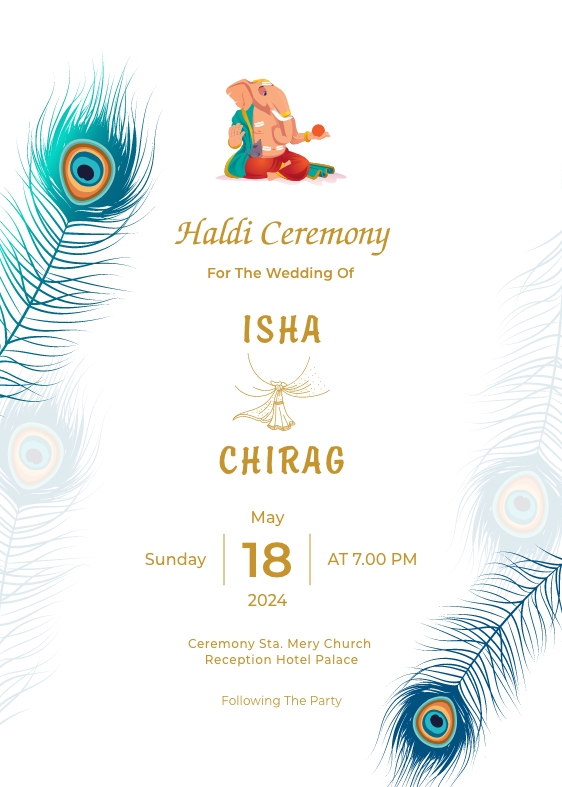 Haldi Ceremony
For The Wedding Of
ISHA
CHIRAG
May
Sunday 18 AT 7.00 PM
2024
Ceremony Sta. Mery Church
Reception Hotel Palace
Following The Party